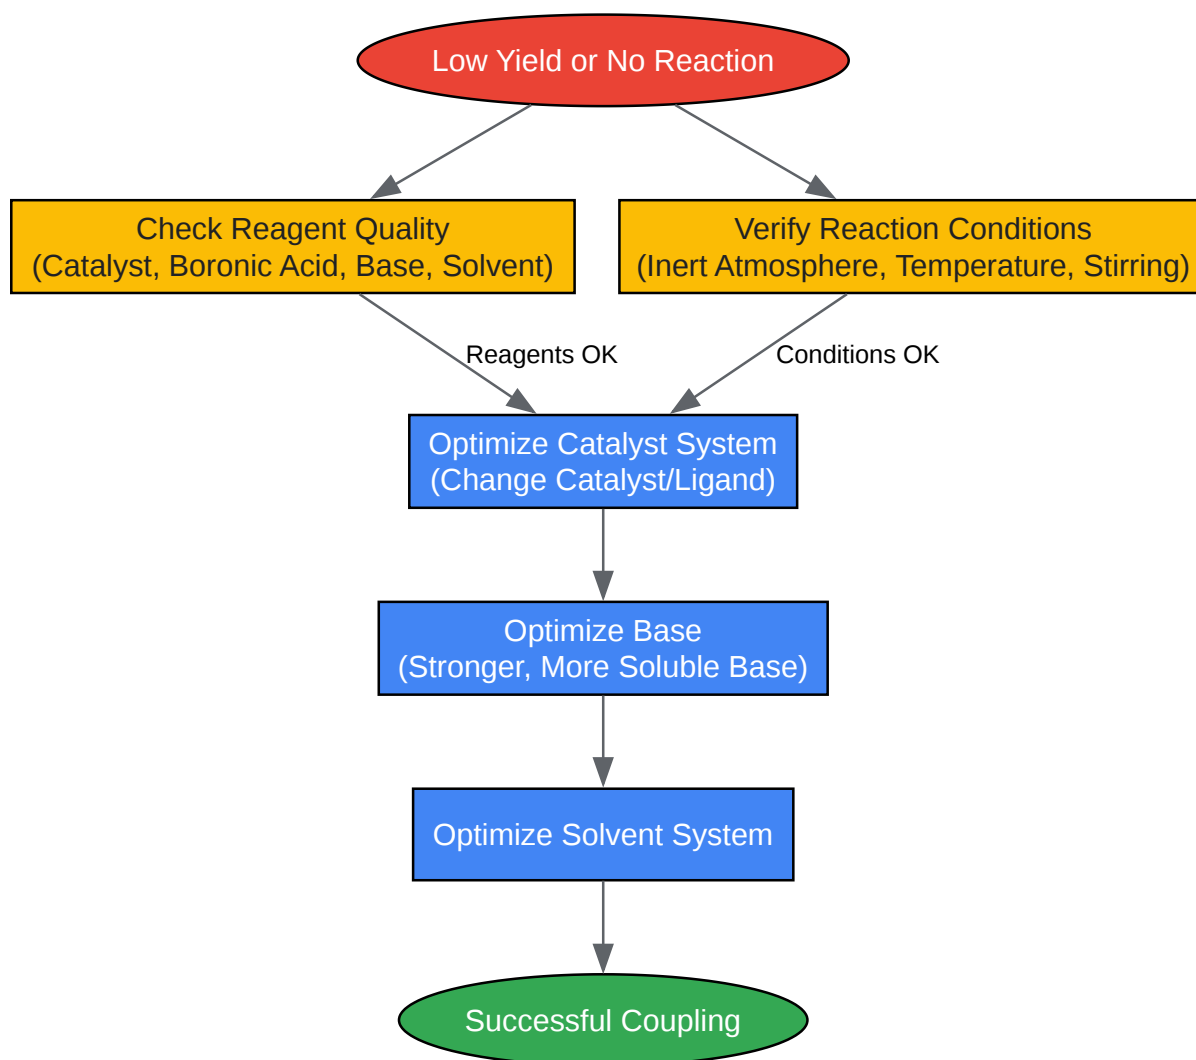 Low Yield or No Reaction
Check Reagent Quality
(Catalyst, Boronic Acid, Base, Solvent)
Verify Reaction Conditions
(Inert Atmosphere, Temperature, Stirring)
Reagents OK
Conditions OK
Optimize Catalyst System
(Change Catalyst/Ligand)
Optimize Base
(Stronger, More Soluble Base)
Optimize Solvent System
Successful Coupling